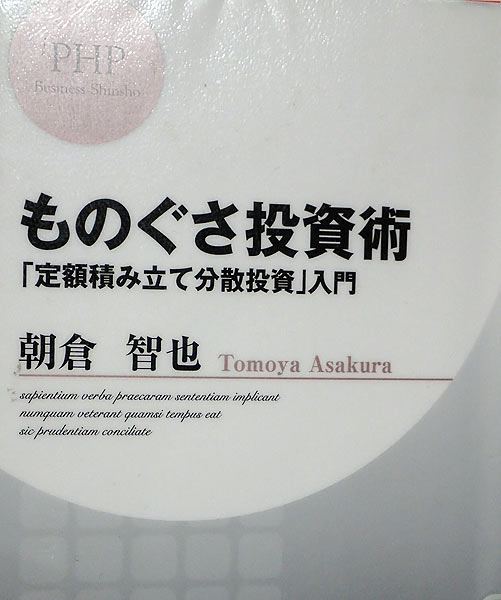 PHP
Business Shinsho
ものぐさ投資術
「定額積み立て分散投資」入門
朝倉 智也 Tomoya Asakura
sapientium verba praecaram sententiam implicant
numquam veterant quamsi tempus eat
sic prudentiam conciliate